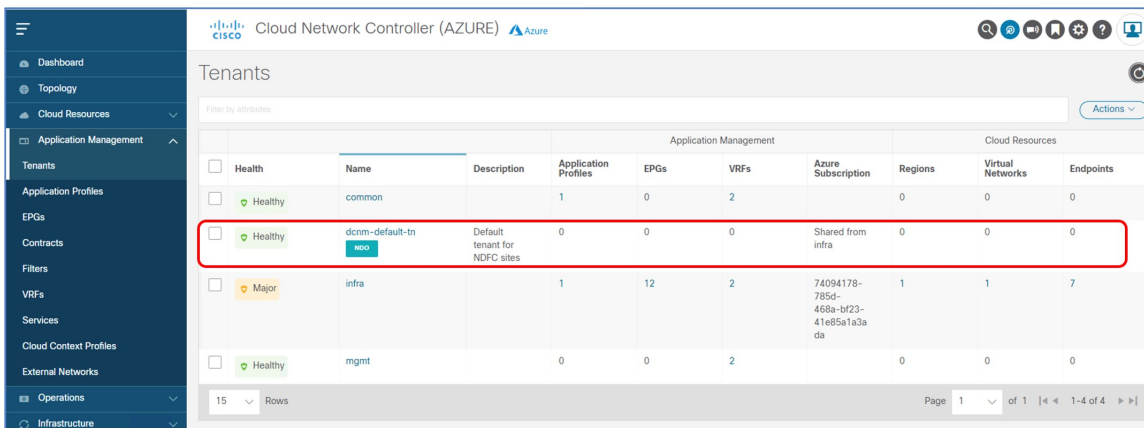 CISCO Cloud Network Controller (AZURE) Azure
Dashboard
Topology
Cloud Resources
Application Management
Tenants
Application Profiles
EPGs
Contracts
Filters
VRFs
Services
Cloud Context Profiles
External Networks
Operations
Infrastructure
Tenants
Filter by attributes
Actions
Application Management Cloud Resources
Health Name Description Application Profiles EPGs VRFs Azure Subscription Regions Virtual Networks Endpoints
Healthy common 1 0 2 0 0 0
Healthy dcnm-default-tn Default 0 0 0 Shared from 0 0 0
NDO tenant for infra
NDFC sites
Major infra 1 12 2 74094178- 1 1 7
785d-
468a-bf23-
41e85a1a3a
da
Healthy mgmt 0 0 2 0 0 0
15 Rows Page 1 of 1 1-4 of 4